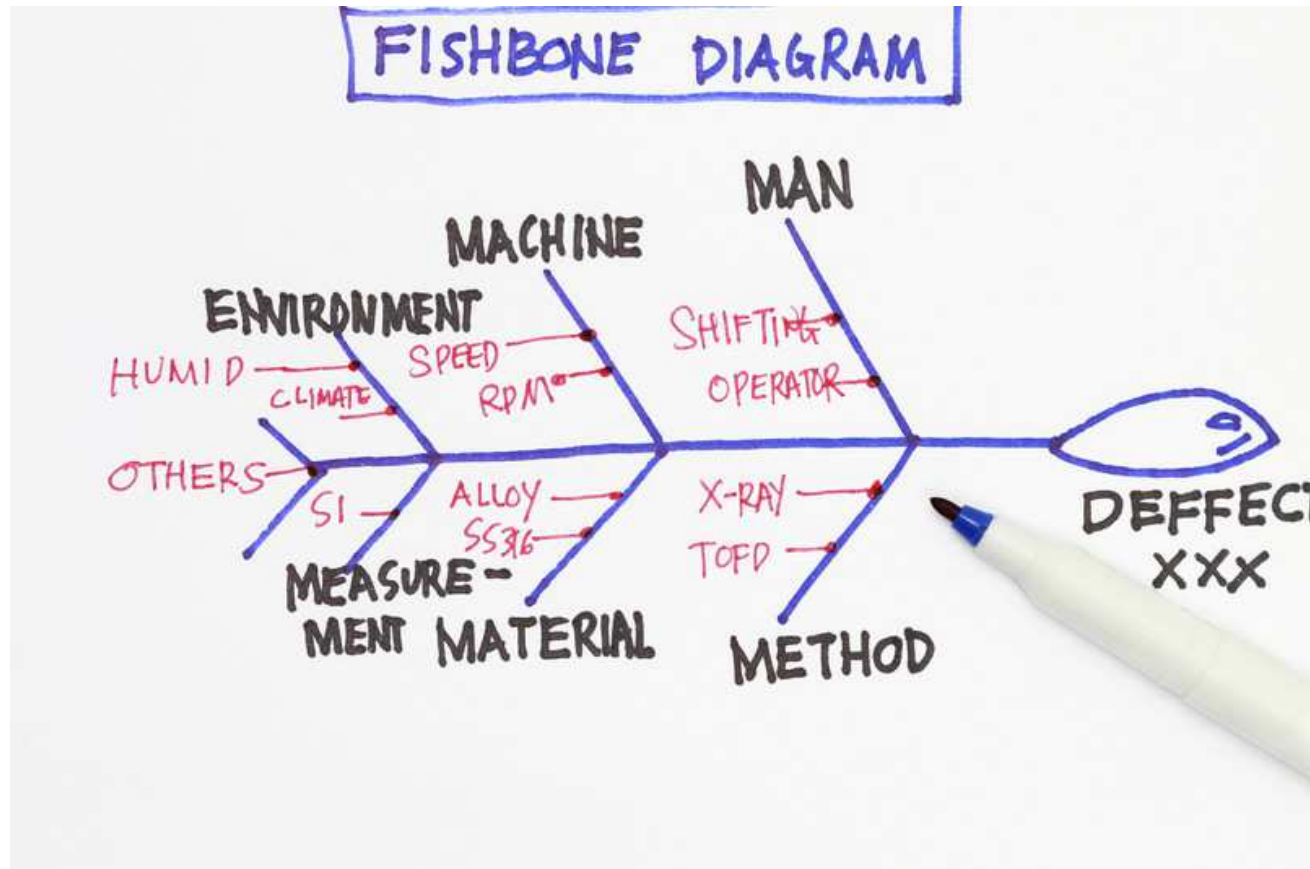 FISHBONE DIAGRAM
MAN
MACHINE
ENVIRONMENT
SHIFTING
SPEED
HUMID
RPM
OPERATOR
CLIMATE
OTHERS
SI
ALLOY
SS316
X-RAY
TOFD
DEFFECT
XXX
MEASURE-
MENT
MATERIAL
METHOD